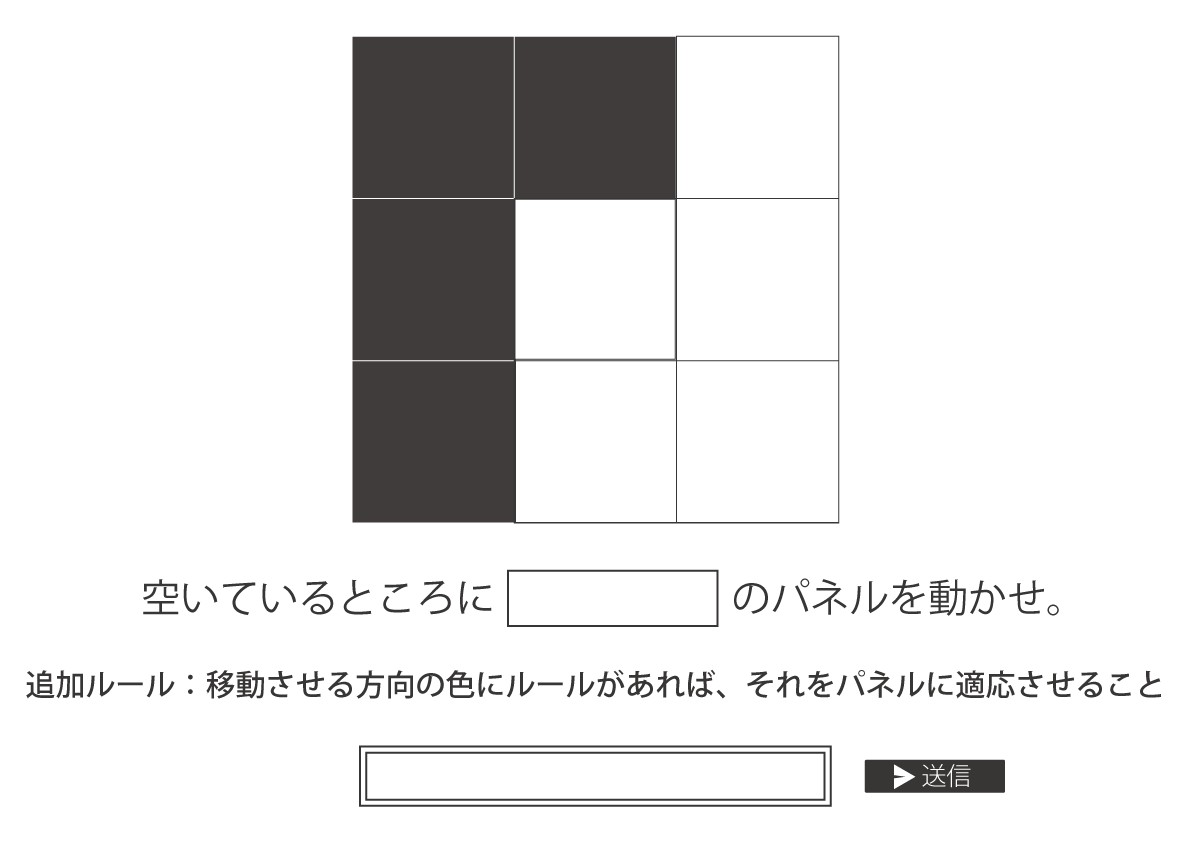 空いているところに のパネルを動かせ。
追加ルール：移動させる方向の色にルールがあれば、それをパネルに適応させること
送信